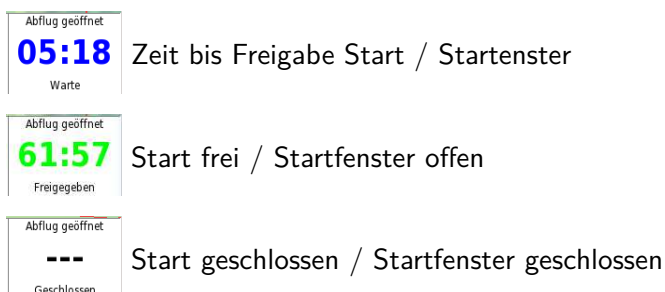 Abflug geöffnet
05:18 Zeit bis Freigabe Start / Startenster
Warte
Abflug geöffnet
61:57 Start frei / Startfenster offen
Freigegeben
Abflug geöffnet
--- Start geschlossen / Startfenster geschlossen
Geschlossen